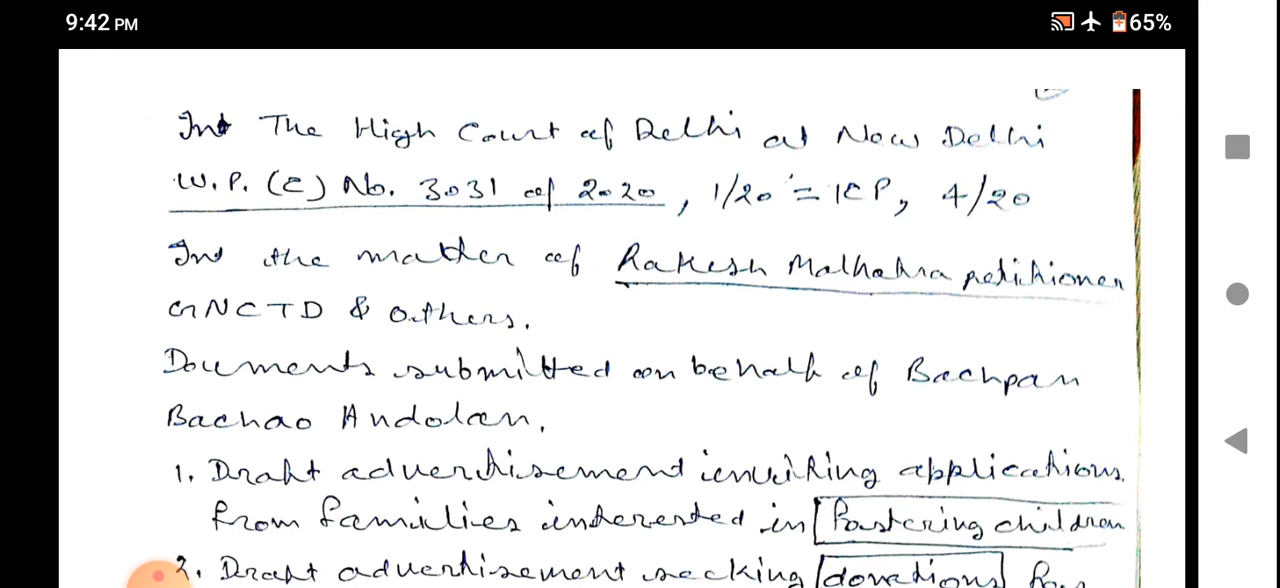 9:42 PM
65%
In The High Court of Delhi at New Delhi
W.P. (C) No. 3031 of 2020, 1/20 = ICP, 4/20
In the matter of Rakesh Malhotra petitioner
GNCTD & Others.
Douments submitted on behalf of Bachpan
Bachao Andolan.
1. Draft advertisement inviting applications.
from families interested in fostering children
2. Draft advertisement seeking donations for